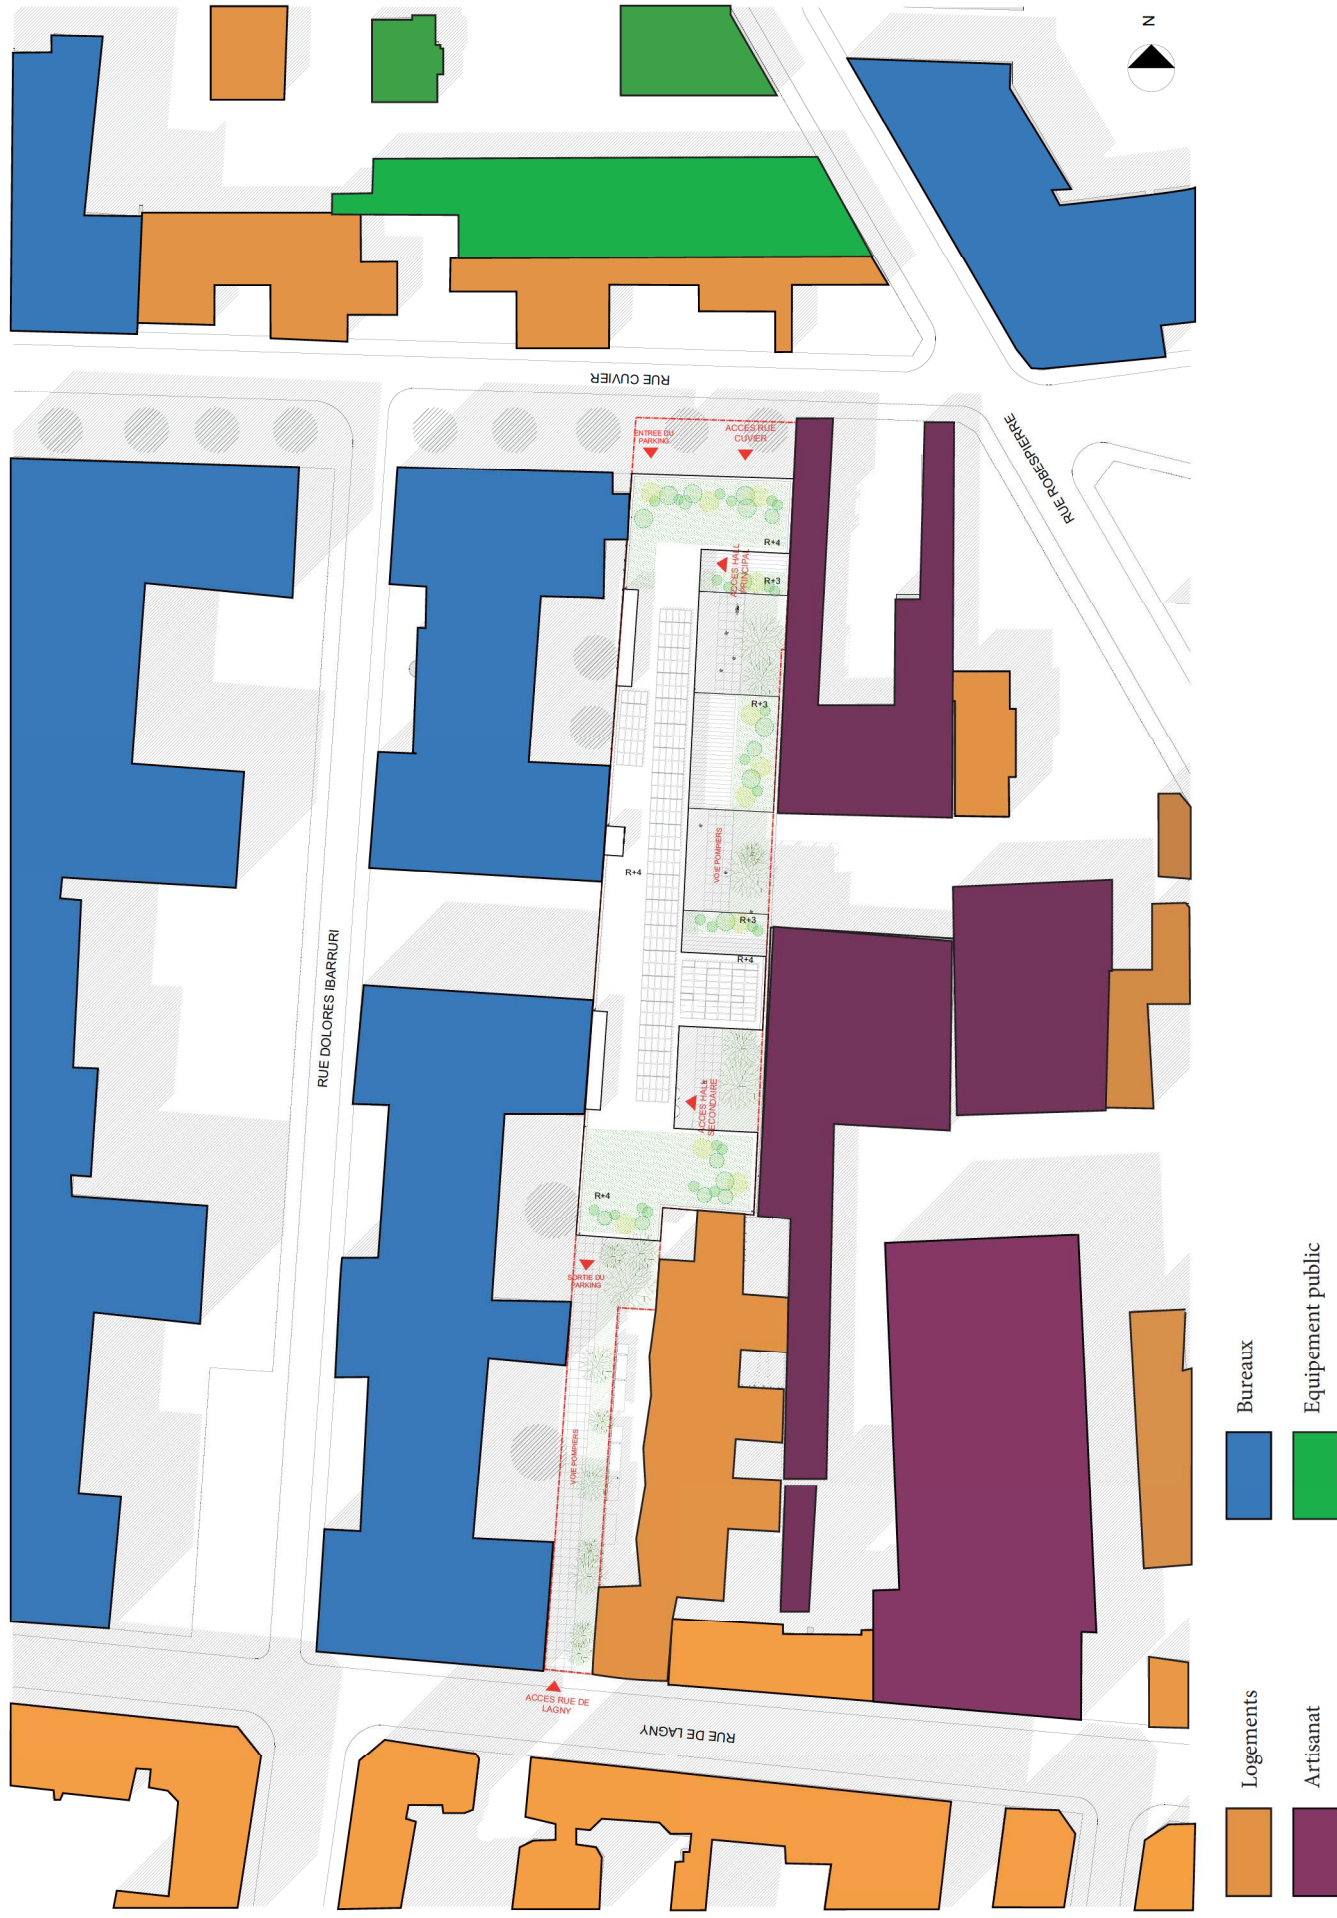 N
RUE CUVIER
ENTREE DU
PARKING
ACCES RUE
CUVIER
RUE ROBESPIERRE
R+4
ACCES HALL
PRINCIPAL
R+3
R+3
VOIE POMPIERS
R+4
R+3
R+4
RUE DOLORES IBARRURI
ACCES HALL
SECONDAIRE
R+4
SORTIE DU
PARKING
VOIE POMPIERS
ACCES RUE DE
LAGNY
RUE DE LAGNY
Logements
Bureaux
Artisanat
Equipement public